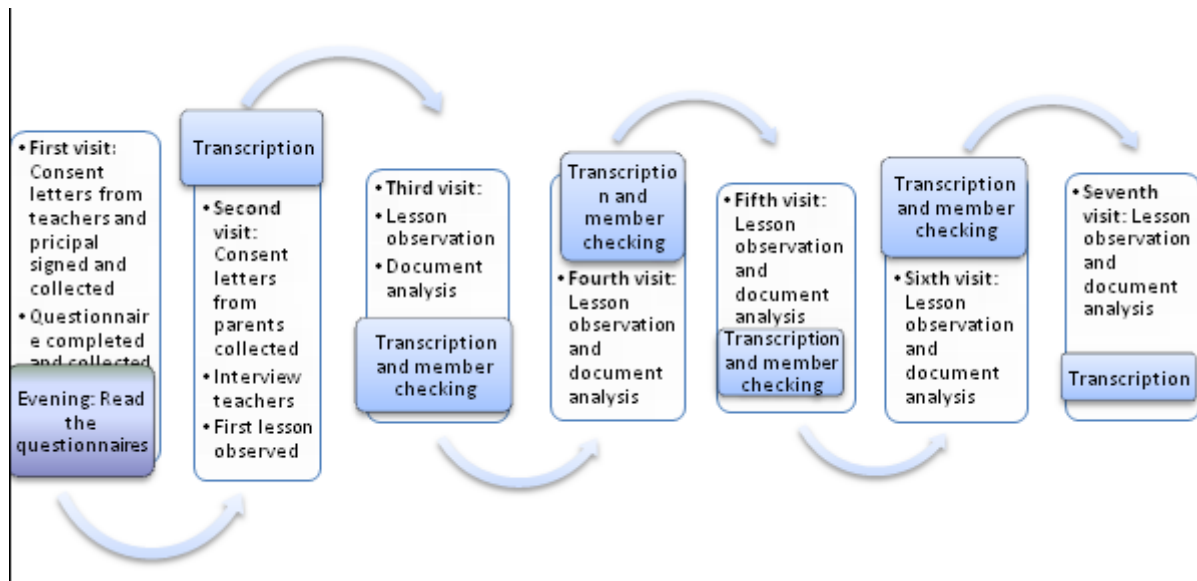 • First visit:
Consent
letters from
teachers and
pricipal
signed and
collected
• Questionnair
e completed
and collected
Evening: Read
the
questionnaires
Transcription
• Second
visit:
Consent
letters
from
parents
collected
• Interview
teachers
• First lesson
observed
• Third visit:
• Lesson
observation
• Document
analysis
Transcription
and member
checking
Transcriptio
n and
member
checking
• Fourth visit:
Lesson
observation
and
document
analysis
• Fifth visit:
Lesson
observation
and
document
analysis
Transcription
and member
checking
Transcription
and member
checking
• Sixth visit:
Lesson
observation
and
document
analysis
• Seventh
visit: Lesson
observation
and
document
analysis
Transcription